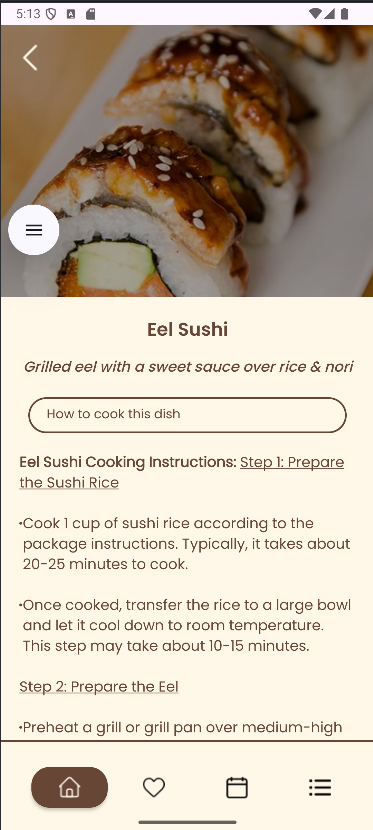 5:13
Eel Sushi
Grilled eel with a sweet sauce over rice & nori
How to cook this dish
Eel Sushi Cooking Instructions: Step 1: Prepare
the Sushi Rice
•Cook 1 cup of sushi rice according to the
package instructions. Typically, it takes about
20-25 minutes to cook.
•Once cooked, transfer the rice to a large bowl
and let it cool down to room temperature.
This step may take about 10-15 minutes.
Step 2: Prepare the Eel
•Preheat a grill or grill pan over medium-high